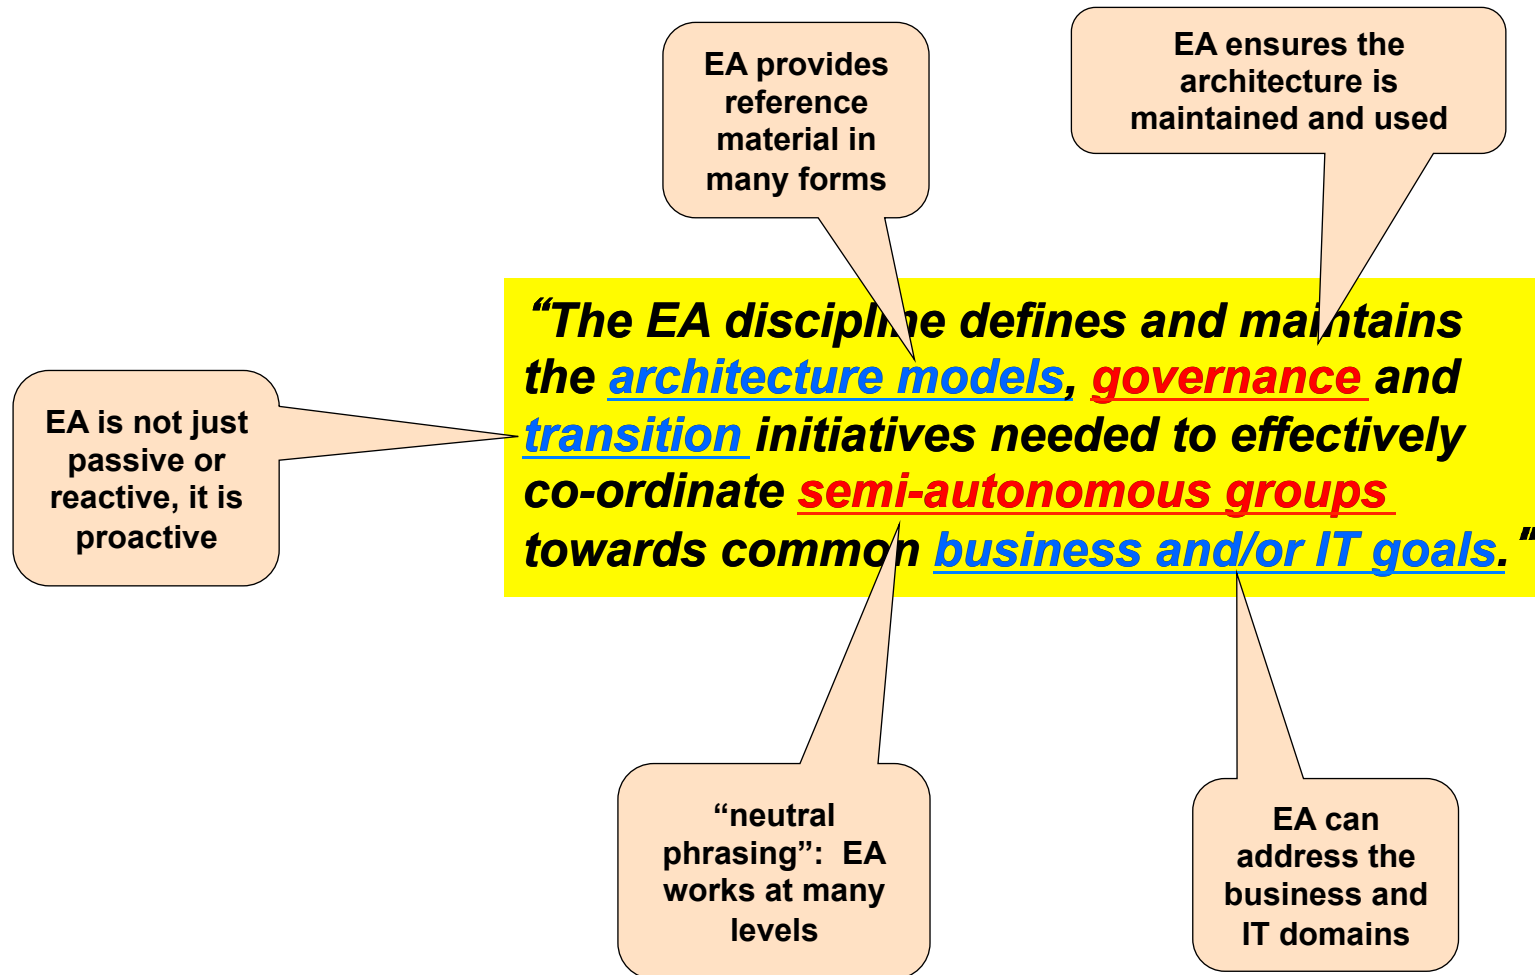 EA provides
reference
material in
many forms
EA ensures the
architecture is
maintained and used
“The EA discipline defines and maintains
the architecture models, governance and
transition initiatives needed to effectively
co-ordinate semi-autonomous groups
towards common business and/or IT goals.“
EA is not just
passive or
reactive, it is
proactive
“neutral
phrasing”: EA
works at many
levels
EA can
address the
business and
IT domains